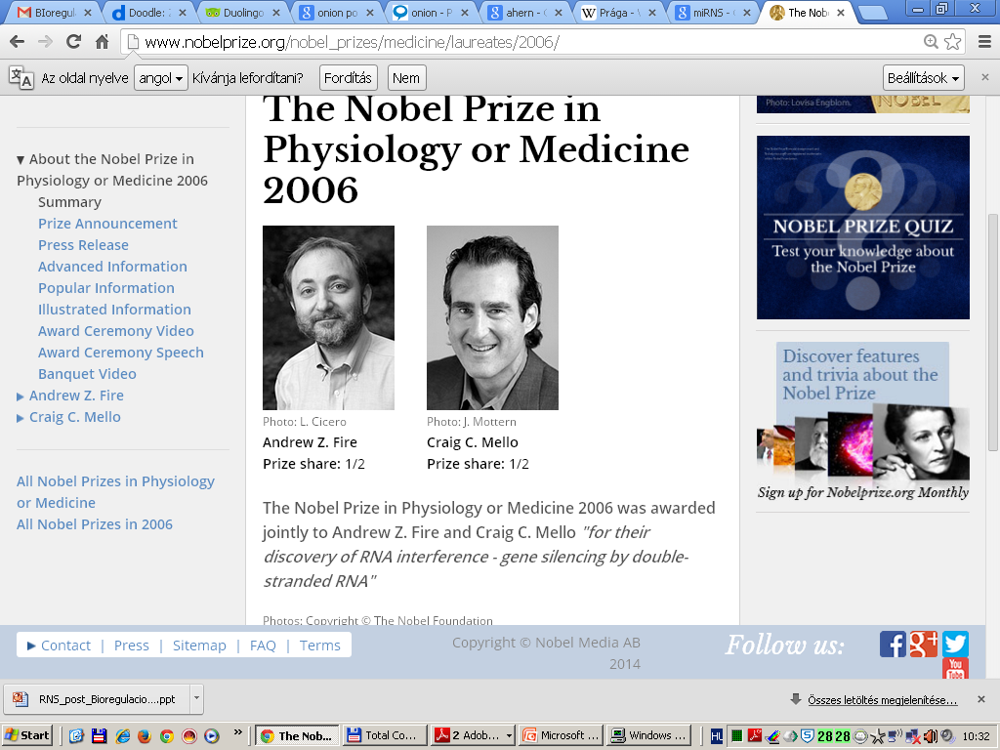 BIoregul
Doodle: 2
Duolingo
onion po
onion - P
ahern - G
Prága - V
miRNS - G
The Nob
www.nobelprize.org/nobel_prizes/medicine/laureates/2006/
Az oldal nyelve angol Kívánja lefordítani? Fordítás Nem Beállítások
The Nobel Prize in
Physiology or Medicine
2006
About the Nobel Prize in
Physiology or Medicine 2006
Summary
Prize Announcement
Press Release
Advanced Information
Popular Information
Illustrated Information
Award Ceremony Video
Award Ceremony Speech
Banquet Video
Andrew Z. Fire
Craig C. Mello
All Nobel Prizes in Physiology
or Medicine
All Nobel Prizes in 2006
Photo: L. Cicero
Andrew Z. Fire
Prize share: 1/2
Photo: J. Mottern
Craig C. Mello
Prize share: 1/2
The Nobel Prize in Physiology or Medicine 2006 was awarded
jointly to Andrew Z. Fire and Craig C. Mello "for their
discovery of RNA interference - gene silencing by double-
stranded RNA"
Photos: Copyright © The Nobel Foundation
Photo: Lovisa Engblom.
NOBEL
NOBEL PRIZE QUIZ
Test your knowledge about
the Nobel Prize
Discover features
and trivia about the
Nobel Prize
Sign up for Nobelprize.org Monthly
Contact | Press | Sitemap | FAQ | Terms
Copyright © Nobel Media AB
2014
Follow us:
You
Tube
RNS_post_Bioregulacio....ppt
Összes letöltés megjelenítése...
Start
The Nob...
Total Co...
2 Adob...
Microsoft ...
Windows ...
HU
28 28
10:32